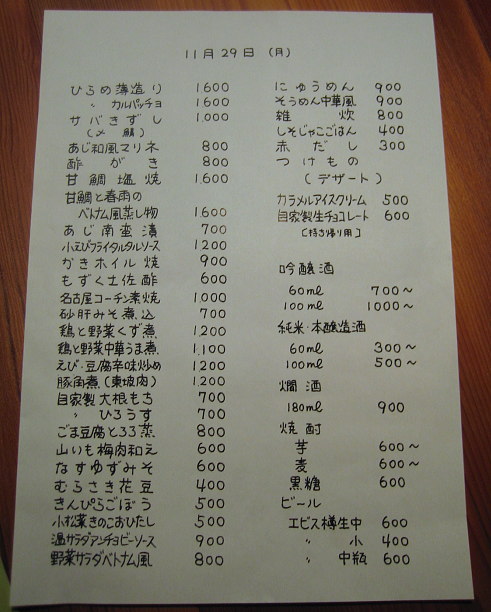 11月29日（月）
ひらめ薄造り 1600
〃 カルパッチョ 1600
サバきずし 1000
（〆鯖）
あじ和風マリネ 800
酢がき 800
甘鯛塩焼 1600
甘鯛と春雨の
ベトナム風蒸し物 1600
あじ南蛮漬 700
小えびフライタルタルソース 1200
かきホイル焼 900
もずく土佐酢 600
名古屋コーチン素焼 1,000
砂肝みそ煮込 700
鶏と野菜くず煮 1200
鶏と野菜中華うま煮 1,100
えび・豆腐辛味炒め 1200
豚角煮（東坡肉） 1200
自家製大根もち 700
〃 ひろうす 700
ごま豆腐とろろ蒸 800
山いも梅肉和え 600
なすゆずみそ 600
むらさき花豆 400
きんぴらごぼう 500
小松菜きのこおひたし 500
温サラダアンチョビーソース 900
野菜サラダベトナム風 800
にゅうめん 900
そうめん中華風 900
雑炊 800
しそじゃこごはん 400
赤だし 300
つけもの
（デザート）
カラメルアイスクリーム 500
自家製生チョコレート 600
［持き帰り用］
吟醸酒
60ml 700～
100ml 1000～
純米・本醸造酒
60ml 300～
100ml 500～
燗酒
180ml 900
焼酎
芋 600～
麦 600～
黒糖 600
ビール
エビス樽生中 600
〃 小 400
〃 中瓶 600